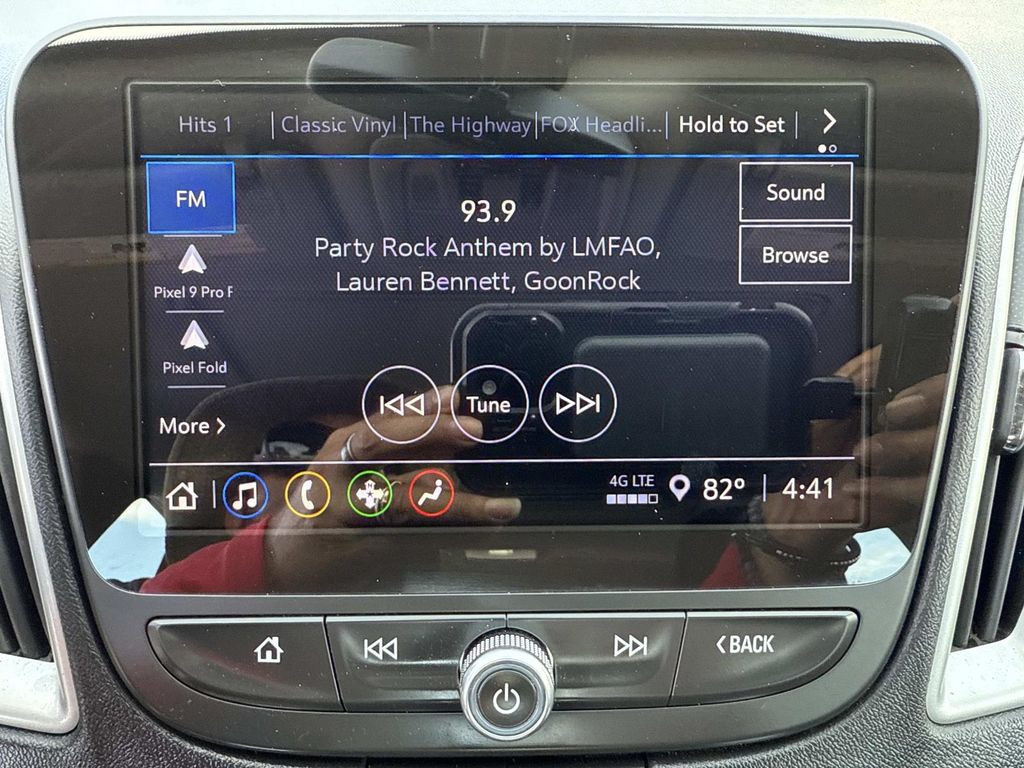 Hits 1 Classic Vinyl The Highway FOX Headli... Hold to Set
FM
Sound
93.9
Party Rock Anthem by LMFAO,
Lauren Bennett, GoonRock
Browse
Pixel 9 Pro F
Pixel Fold
Tune
More
4G LTE
82° 4:41
BACK